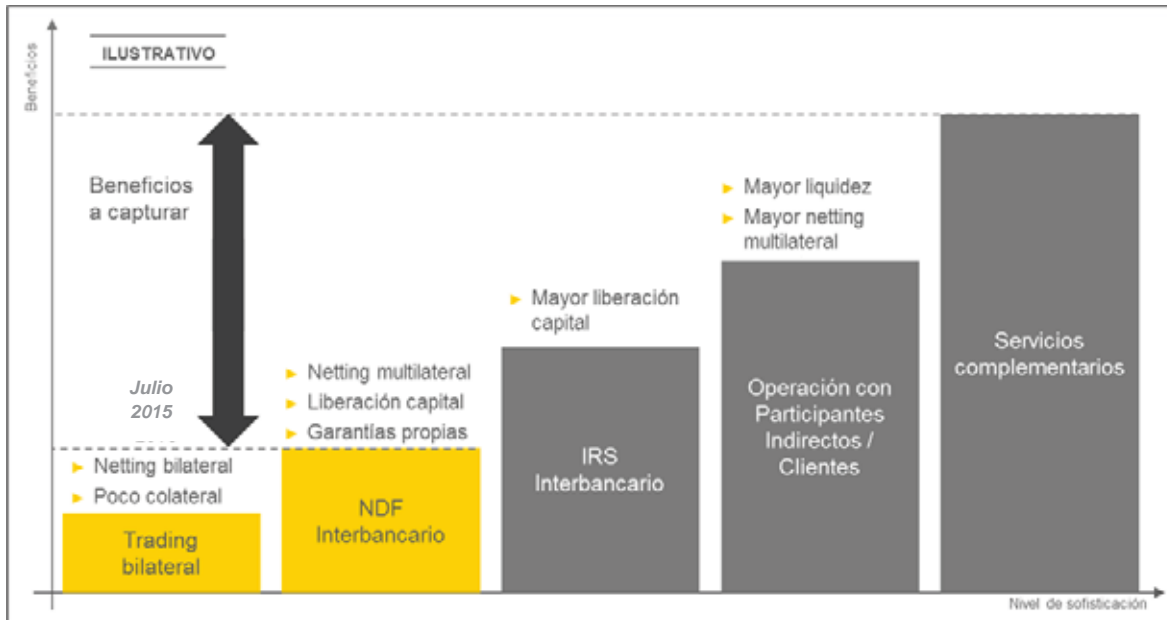 Beneficios
ILUSTRATIVO
Beneficios
a capturar
Julio
2015
► Netting bilateral
► Poco colateral
Trading
bilateral
► Netting multilateral
► Liberación capital
► Garantías propias
NDF
Interbancario
► Mayor liberación
capital
IRS
Interbancario
► Mayor liquidez
► Mayor netting
multilateral
Operación con
Participantes
Indirectos /
Clientes
Servicios
complementarios
Nivel de sofisticación